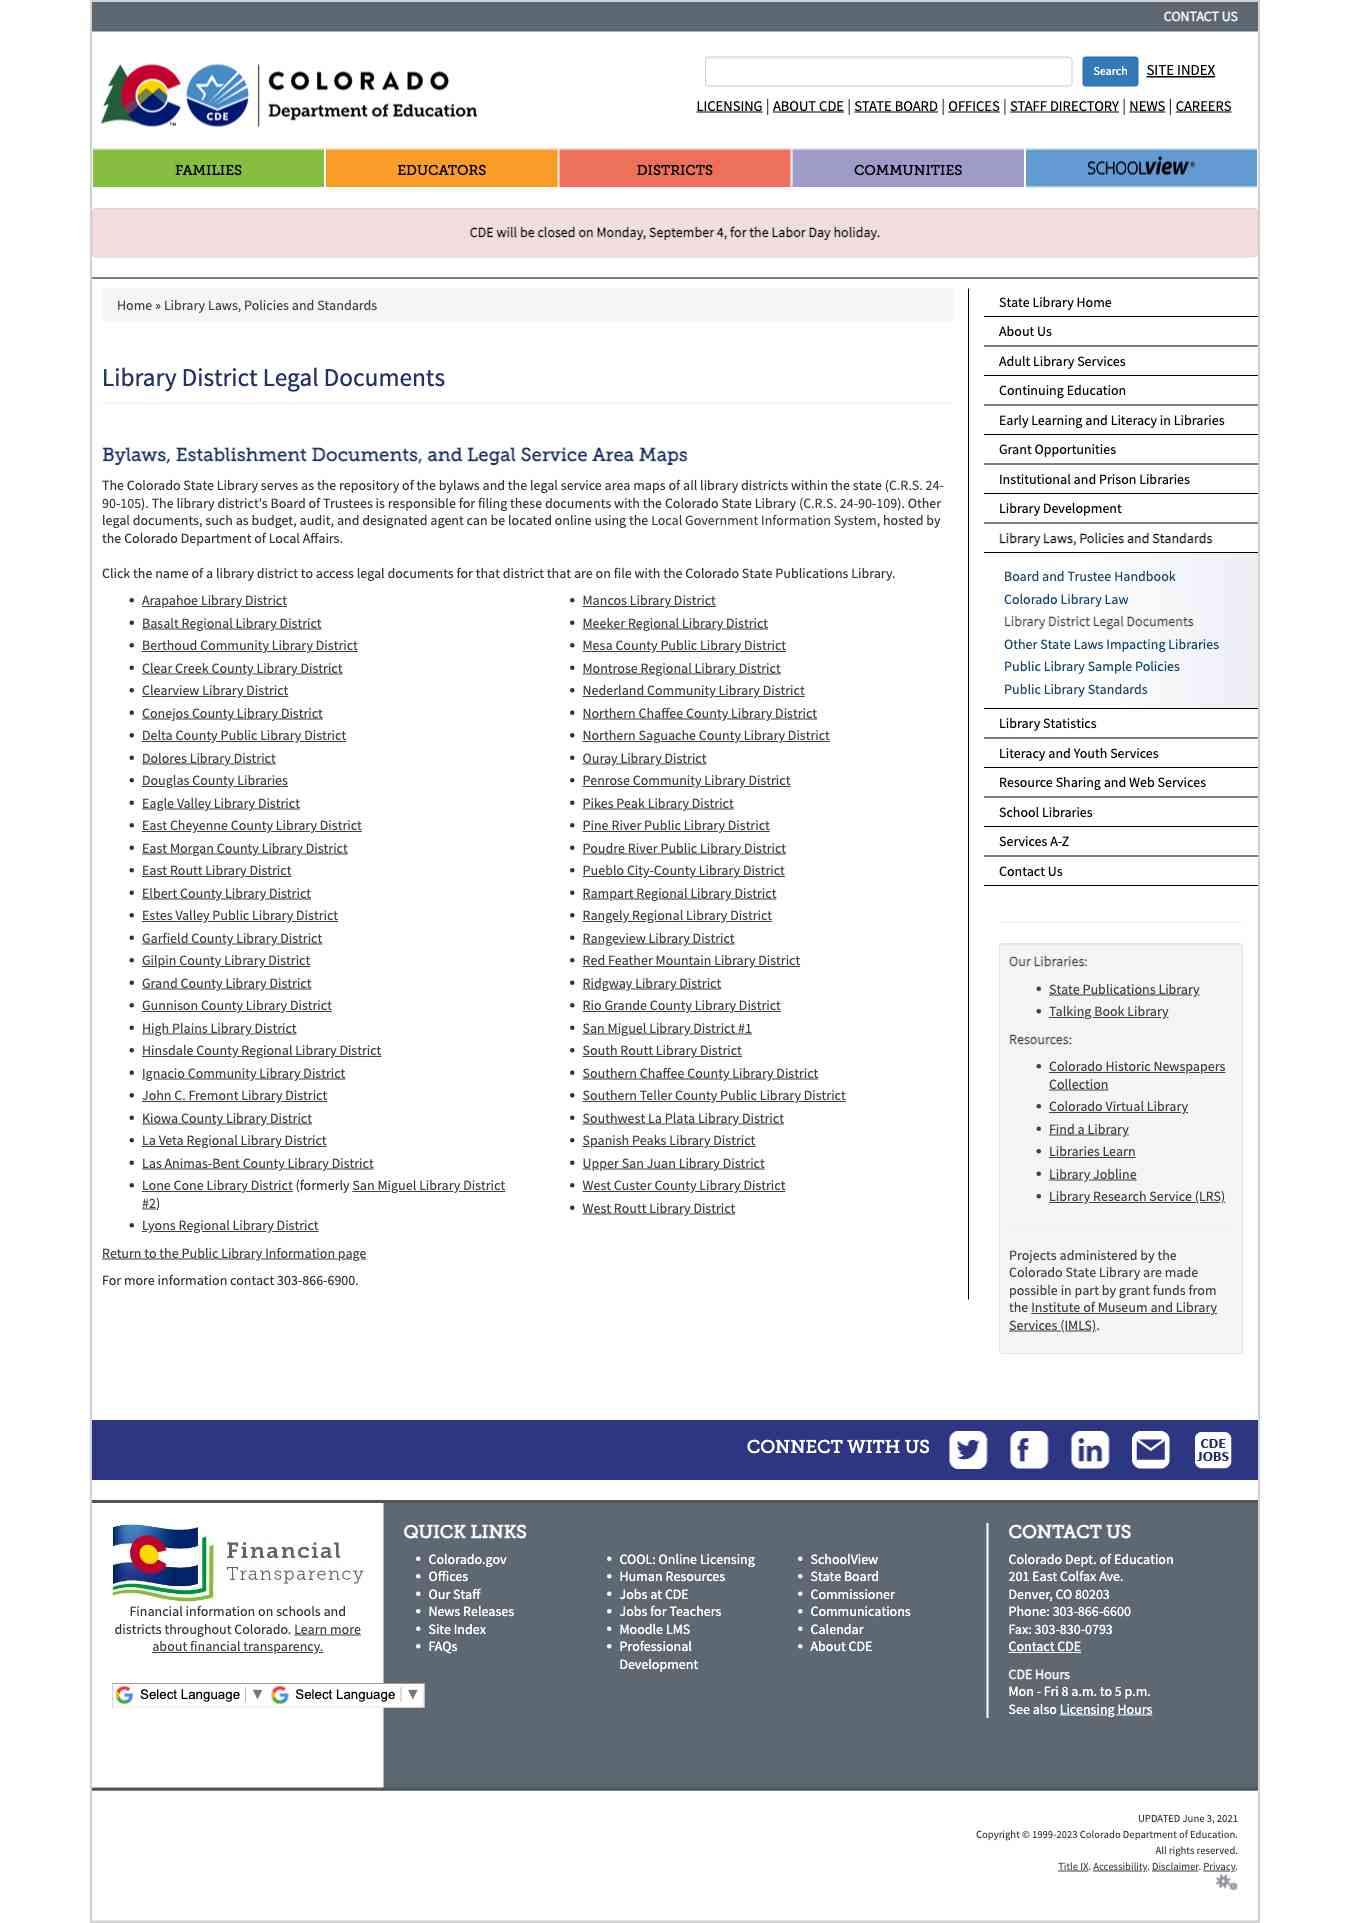 CONTACT US
COLORADO
Department of Education
CDE
TM
Search
SITE INDEX
LICENSING | ABOUT CDE | STATE BOARD | OFFICES | STAFF DIRECTORY | NEWS | CAREERS
FAMILIES
EDUCATORS
DISTRICTS
COMMUNITIES
SCHOOLVIEW®
CDE will be closed on Monday, September 4, for the Labor Day holiday.
Home » Library Laws, Policies and Standards
Library District Legal Documents
Bylaws, Establishment Documents, and Legal Service Area Maps
The Colorado State Library serves as the repository of the bylaws and the legal service area maps of all library districts within the state (C.R.S. 24-
90-105). The library district's Board of Trustees is responsible for filing these documents with the Colorado State Library (C.R.S. 24-90-109). Other
legal documents, such as budget, audit, and designated agent can be located online using the Local Government Information System, hosted by
the Colorado Department of Local Affairs.
Click the name of a library district to access legal documents for that district that are on file with the Colorado State Publications Library.
Arapahoe Library District
Basalt Regional Library District
Berthoud Community Library District
Clear Creek County Library District
Clearview Library District
Conejos County Library District
Delta County Public Library District
Dolores Library District
Douglas County Libraries
Eagle Valley Library District
East Cheyenne County Library District
East Morgan County Library District
East Routt Library District
Elbert County Library District
Estes Valley Public Library District
Garfield County Library District
Gilpin County Library District
Grand County Library District
Gunnison County Library District
High Plains Library District
Hinsdale County Regional Library District
Ignacio Community Library District
John C. Fremont Library District
Kiowa County Library District
La Veta Regional Library District
Las Animas-Bent County Library District
Lone Cone Library District (formerly San Miguel Library District
#2)
Lyons Regional Library District
Mancos Library District
Meeker Regional Library District
Mesa County Public Library District
Montrose Regional Library District
Nederland Community Library District
Northern Chaffee County Library District
Northern Saguache County Library District
Ouray Library District
Penrose Community Library District
Pikes Peak Library District
Pine River Public Library District
Poudre River Public Library District
Pueblo City-County Library District
Rampart Regional Library District
Rangely Regional Library District
Rangeview Library District
Red Feather Mountain Library District
Ridgway Library District
Rio Grande County Library District
San Miguel Library District #1
South Routt Library District
Southern Chaffee County Library District
Southern Teller County Public Library District
Southwest La Plata Library District
Spanish Peaks Library District
Upper San Juan Library District
West Custer County Library District
West Routt Library District
Return to the Public Library Information page
For more information contact 303-866-6900.
State Library Home
About Us
Adult Library Services
Continuing Education
Early Learning and Literacy in Libraries
Grant Opportunities
Institutional and Prison Libraries
Library Development
Library Laws, Policies and Standards
Board and Trustee Handbook
Colorado Library Law
Library District Legal Documents
Other State Laws Impacting Libraries
Public Library Sample Policies
Public Library Standards
Library Statistics
Literacy and Youth Services
Resource Sharing and Web Services
School Libraries
Services A-Z
Contact Us
Our Libraries:
State Publications Library
Talking Book Library
Resources:
Colorado Historic Newspapers
Collection
Colorado Virtual Library
Find a Library
Libraries Learn
Library Jobline
Library Research Service (LRS)
Projects administered by the
Colorado State Library are made
possible in part by grant funds from
the Institute of Museum and Library
Services (IMLS).
CONNECT WITH US
CDE
JOBS
Financial
Transparency
Financial information on schools and
districts throughout Colorado. Learn more
about financial transparency.
Select Language ▼ Select Language ▼
QUICK LINKS
Colorado.gov
Offices
Our Staff
News Releases
Site Index
FAQs
COOL: Online Licensing
Human Resources
Jobs at CDE
Jobs for Teachers
Moodle LMS
Professional
Development
SchoolView
State Board
Commissioner
Communications
Calendar
About CDE
CONTACT US
Colorado Dept. of Education
201 East Colfax Ave.
Denver, CO 80203
Phone: 303-866-6600
Fax: 303-830-0793
Contact CDE
CDE Hours
Mon - Fri 8 a.m. to 5 p.m.
See also Licensing Hours
UPDATED June 3, 2021
Copyright © 1999-2023 Colorado Department of Education.
All rights reserved.
Title IX. Accessibility. Disclaimer. Privacy.